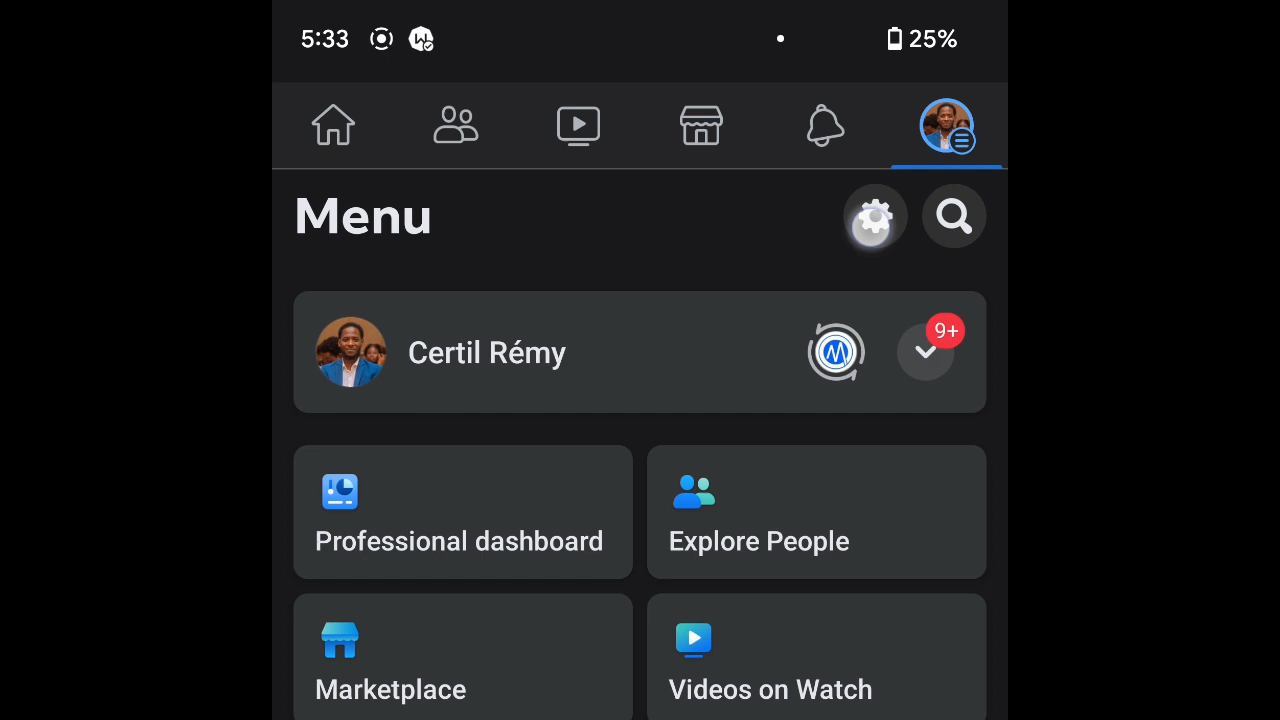 5:33 25%
Menu
Certil Rémy
9+
Professional dashboard
Explore People
Marketplace
Videos on Watch